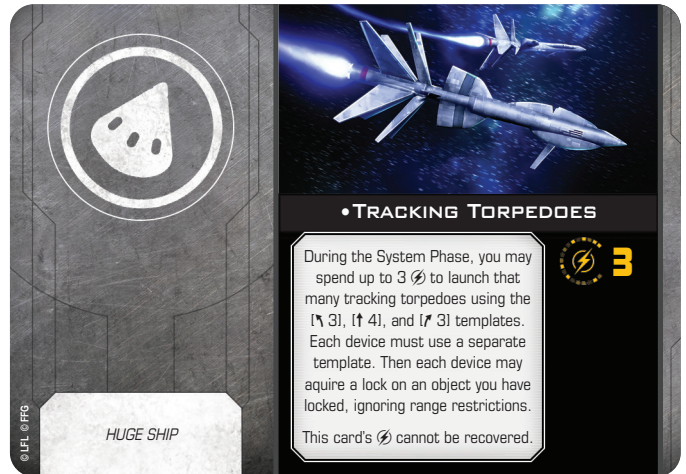 •Tracking Torpedoes
During the System Phase, you may
spend up to 3 to launch that
many tracking torpedoes using the
[↖ 3], [↑ 4], and [↗ 3] templates.
Each device must use a separate
template. Then each device may
aquire a lock on an object you have
locked, ignoring range restrictions.
This card's cannot be recovered.
3
HUGE SHIP
© LFL © FFG